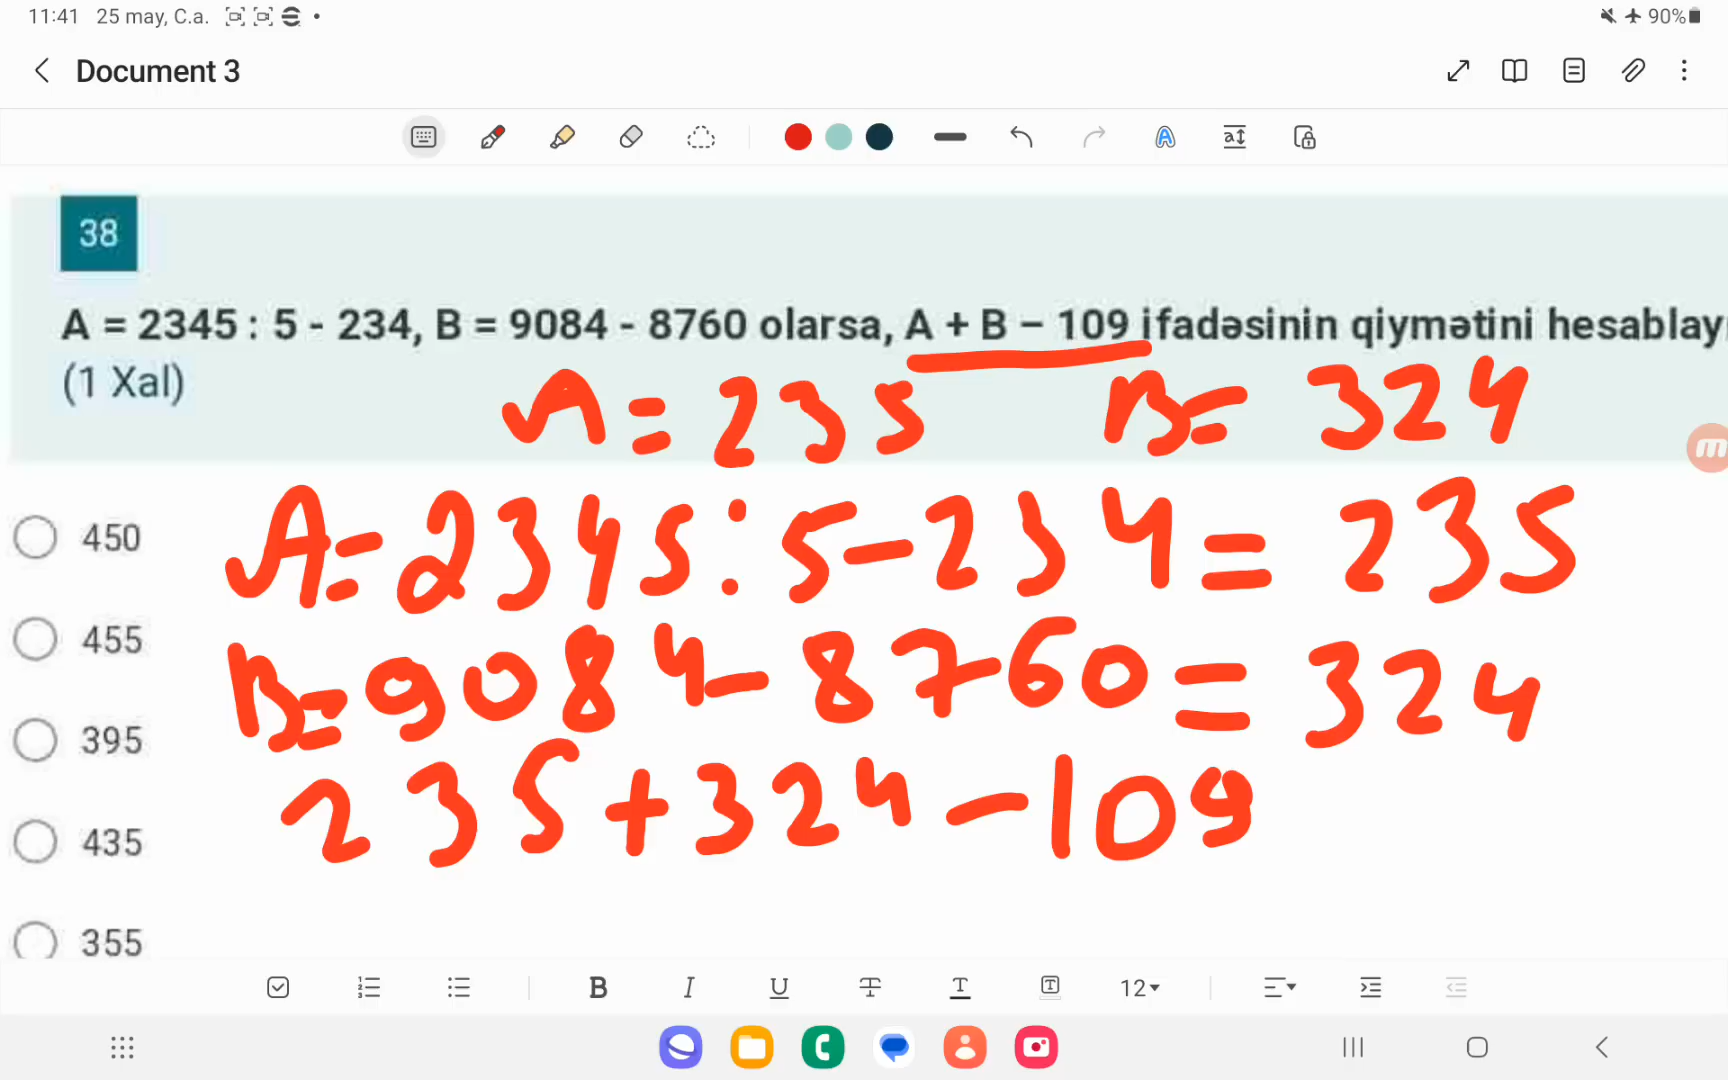 11:41 25 may, C.a.
90%
Document 3
38
A = 2345 : 5 - 234, B = 9084 - 8760 olarsa, A + B – 109 ifadəsinin qiymətini hesablay
(1 Xal)
A = 235 B = 324
450
A = 2345 : 5 - 234 = 235
455
B = 9084 - 8760 = 324
395
235 + 324 - 109
435
355
B I U T T T 12